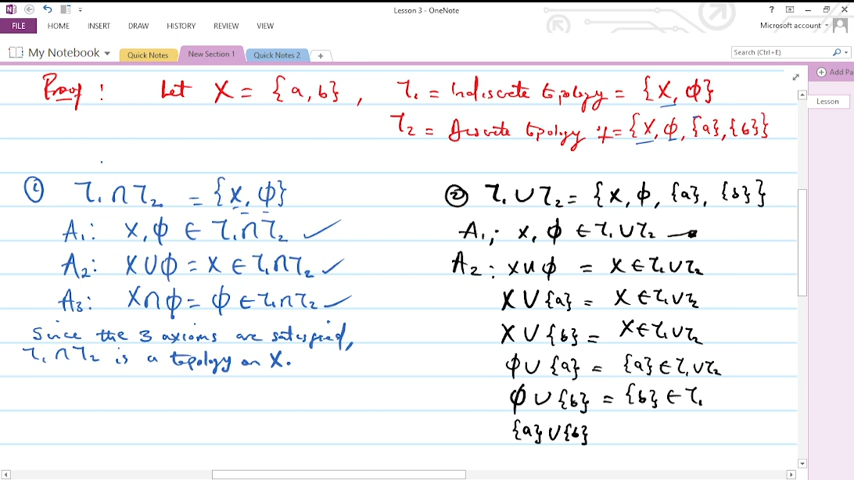 Lesson 3 - OneNote
FILE HOME INSERT DRAW HISTORY REVIEW VIEW
Microsoft account
My Notebook Quick Notes New Section 1 Quick Notes 2
Search (Ctrl+E)
Add Pa
Lesson
Proof : Let X = {a, b} , τ₁ = Indiscrete topology = {X, ϕ}
τ₂ = discrete topology = {X, ϕ, {a}, {b}}
① τ₁∩τ₂ = {X, ϕ}
A₁: X, ϕ ∈ τ₁∩τ₂ ✓
A₂: X∪ϕ = X ∈ τ₁∩τ₂ ✓
A₃: X∩ϕ = ϕ ∈ τ₁∩τ₂ ✓
Since the 3 axioms are satisfied,
τ₁∩τ₂ is a topology on X.
② τ₁∪τ₂ = {X, ϕ, {a}, {b}}
A₁: X, ϕ ∈ τ₁∪τ₂
A₂: X∪ϕ = X∈τ₁∪τ₂
X∪{a} = X∈τ₁∪τ₂
X∪{b} = X∈τ₁∪τ₂
ϕ∪{a} = {a}∈τ₁∪τ₂
ϕ∪{b} = {b}∈τ₁
{a}∪{b}